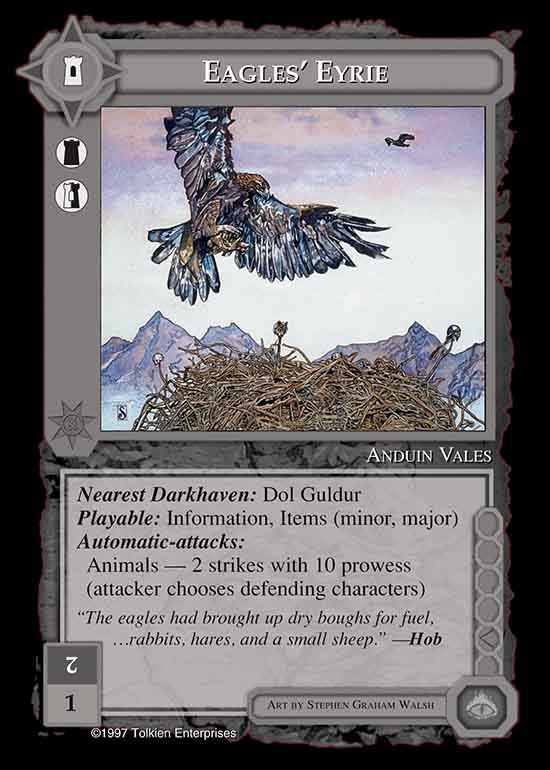 EAGLES' EYRIE
S
ANDUIN VALES
Nearest Darkhaven: Dol Guldur
Playable: Information, Items (minor, major)
Automatic-attacks:
Animals — 2 strikes with 10 prowess
(attacker chooses defending characters)
“The eagles had brought up dry boughs for fuel,
…rabbits, hares, and a small sheep.” —Hob
2
1
ART BY STEPHEN GRAHAM WALSH
©1997 Tolkien Enterprises